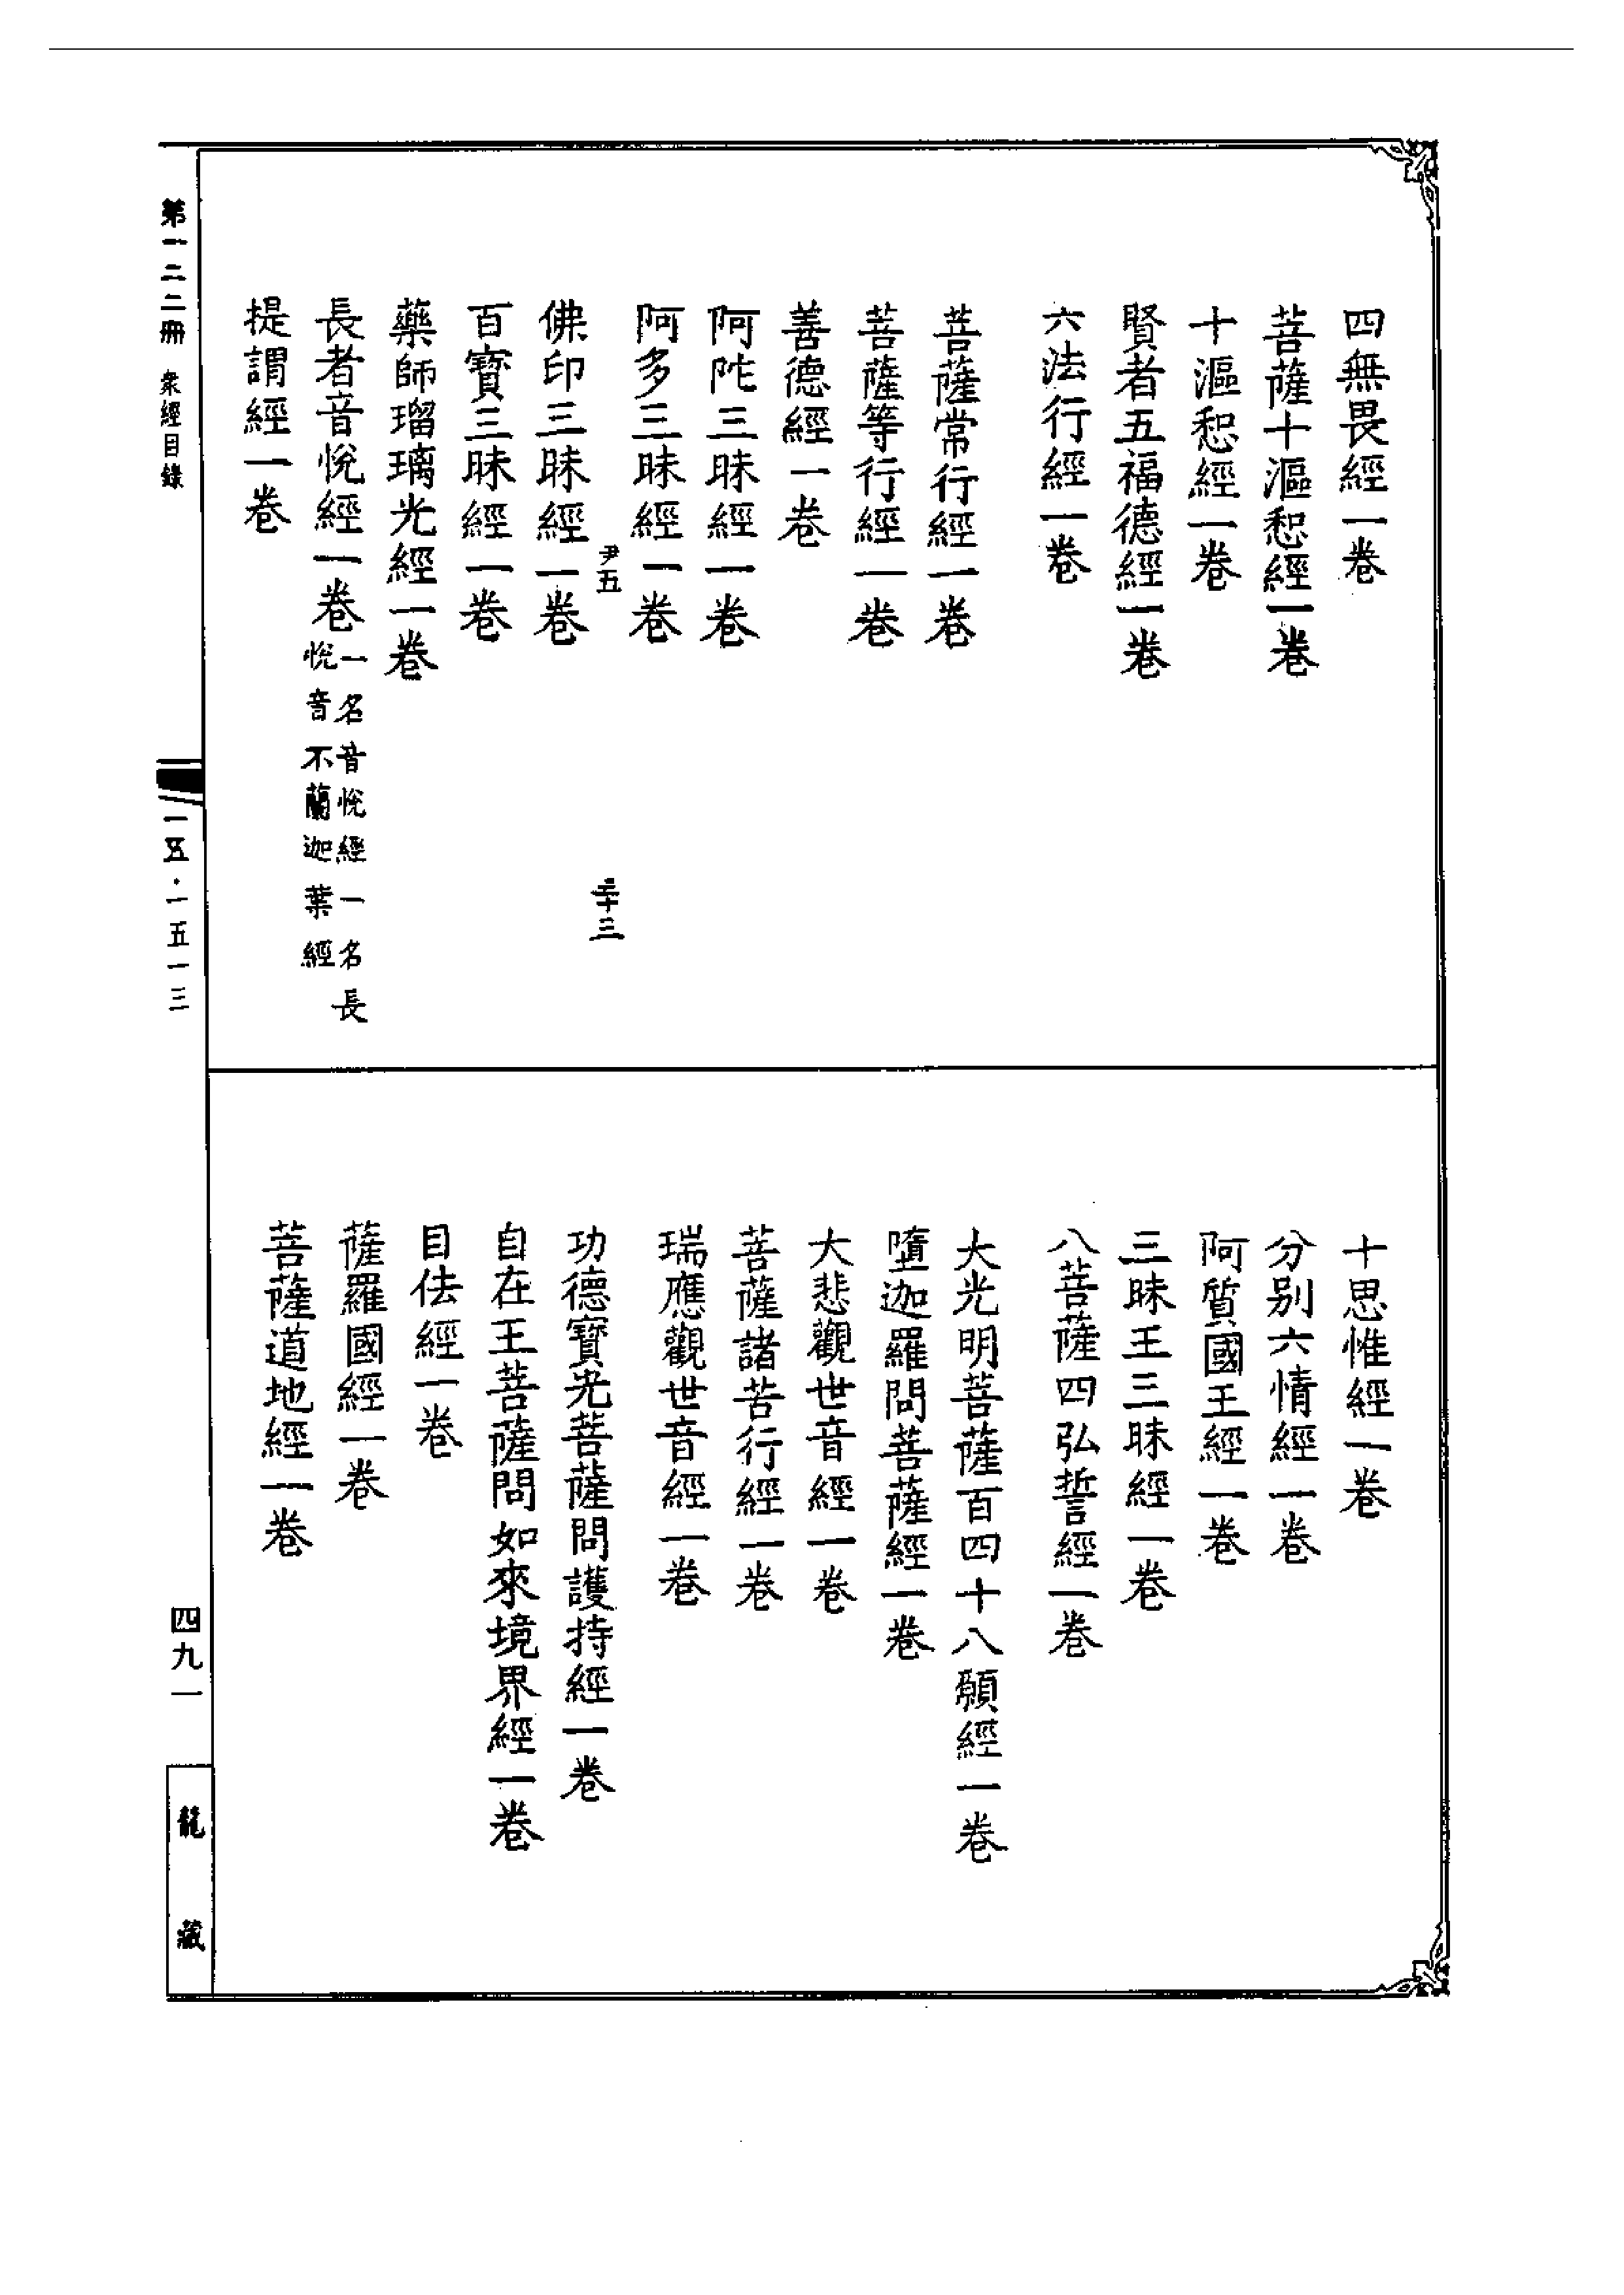 四無畏經一卷
菩薩十漚恕經一卷
十漚恕經一卷
賢者五福德經一卷
六法行經一卷
菩薩常行經一卷
菩薩等行經一卷
善德經一卷
阿陀三昧經一卷
阿多三昧經一卷
尹五
二十三
佛印三昧經一卷
百寶三昧經一卷
藥師瑠璃光經一卷
長者音悅經一卷 一名音悅經一名長
悅音不蘭迦葉經
提謂經一卷
十思惟經一卷
分別六情經一卷
阿質國王經一卷
三昧王三昧經一卷
八菩薩四弘誓經一卷
大光明菩薩百四十八願經一卷
墮迦羅問菩薩經一卷
大悲觀世音經一卷
菩薩諸苦行經一卷
瑞應觀世音經一卷
功德寶光菩薩問護持經一卷
自在王菩薩問如來境界經一卷
目佉經一卷
薩羅國經一卷
菩薩道地經一卷
第一二二冊 衆經目錄
一五五·一五一三
四九一
龍藏